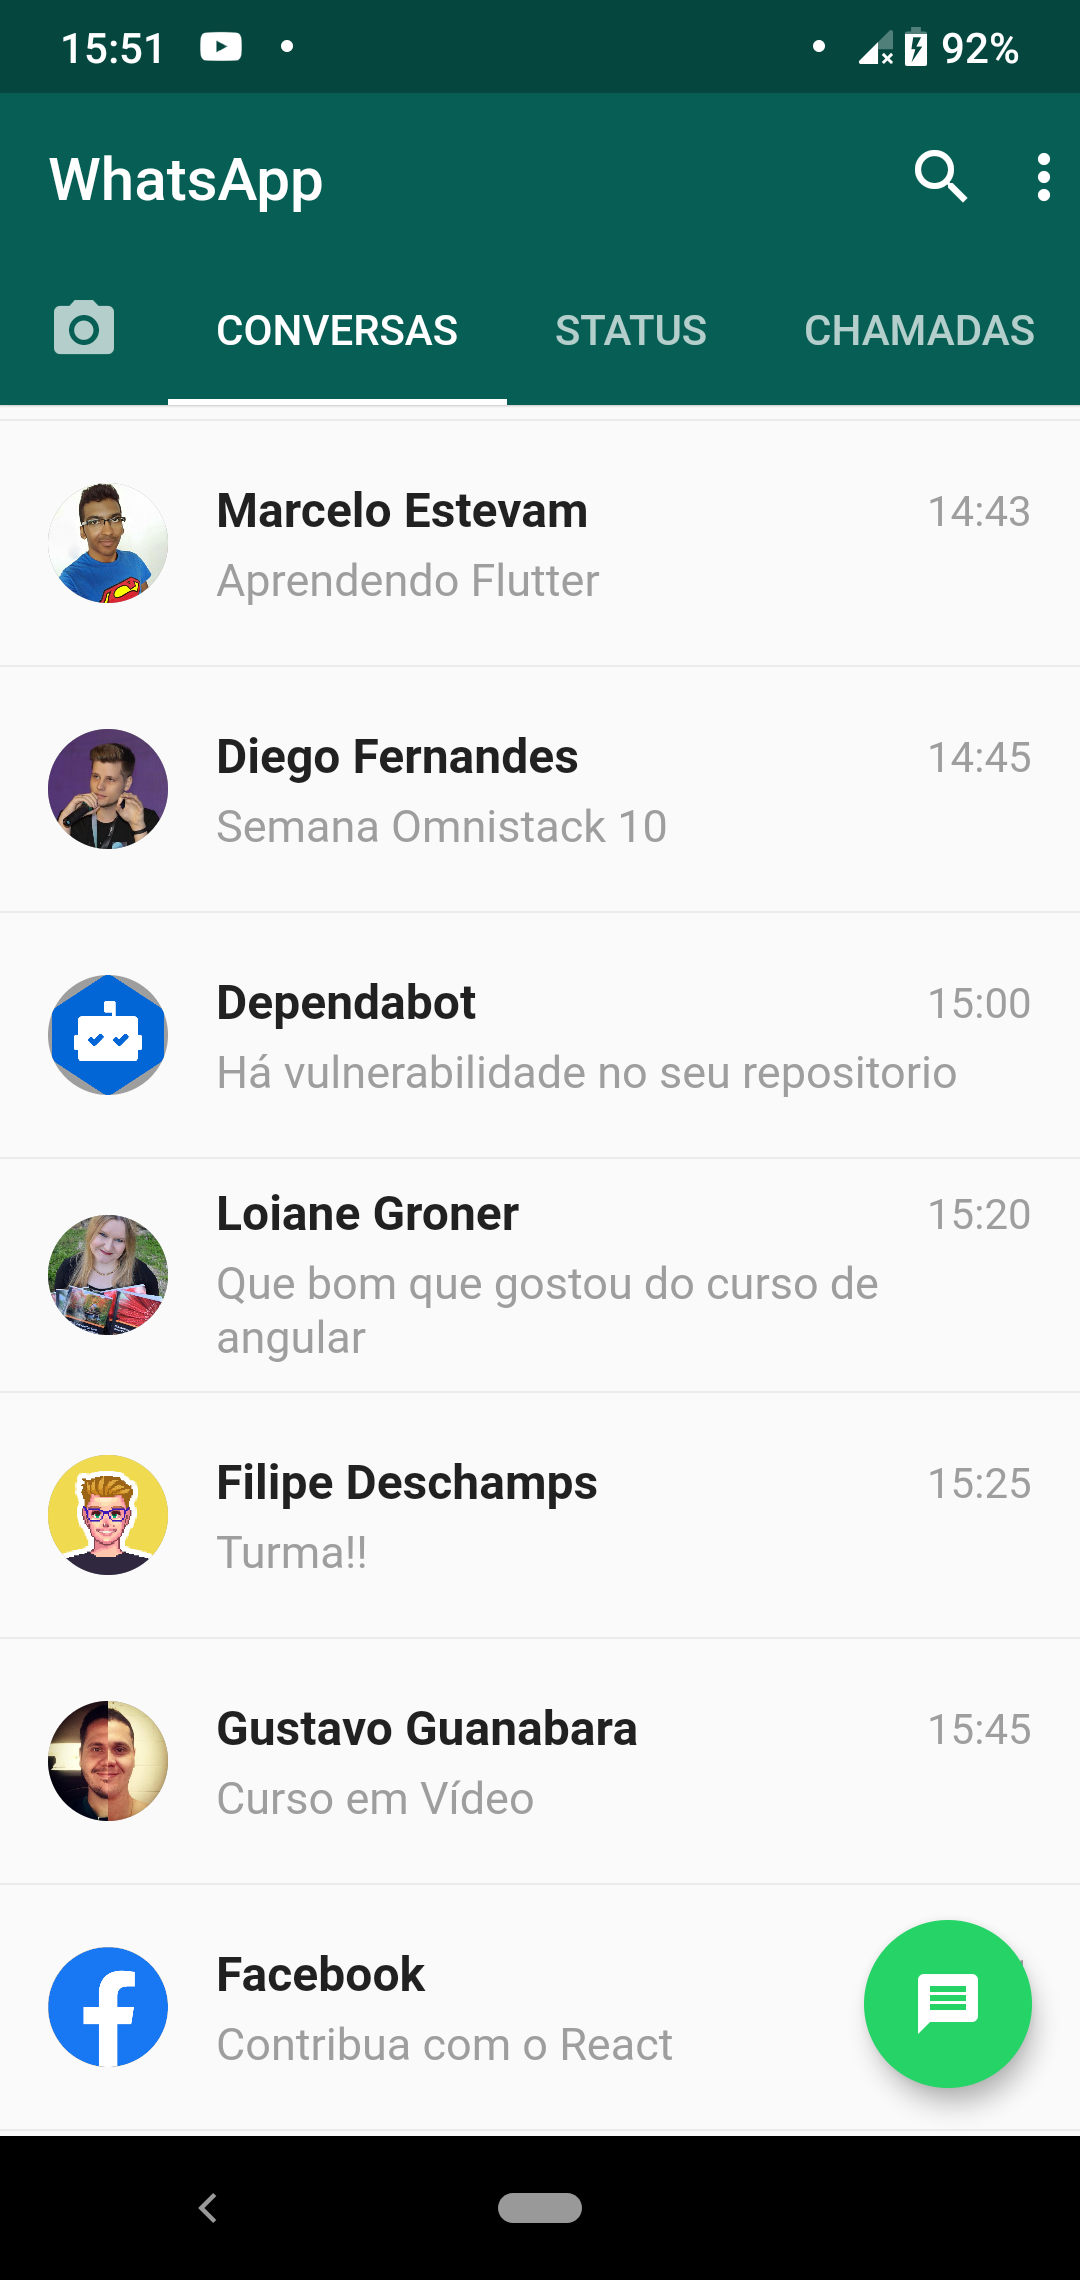 15:51
92%
WhatsApp
CONVERSAS
STATUS
CHAMADAS
Marcelo Estevam
14:43
Aprendendo Flutter
Diego Fernandes
14:45
Semana Omnistack 10
Dependabot
15:00
Há vulnerabilidade no seu repositorio
Loiane Groner
15:20
Que bom que gostou do curso de
angular
Filipe Deschamps
15:25
Turma!!
Gustavo Guanabara
15:45
Curso em Vídeo
Facebook
Contribua com o React